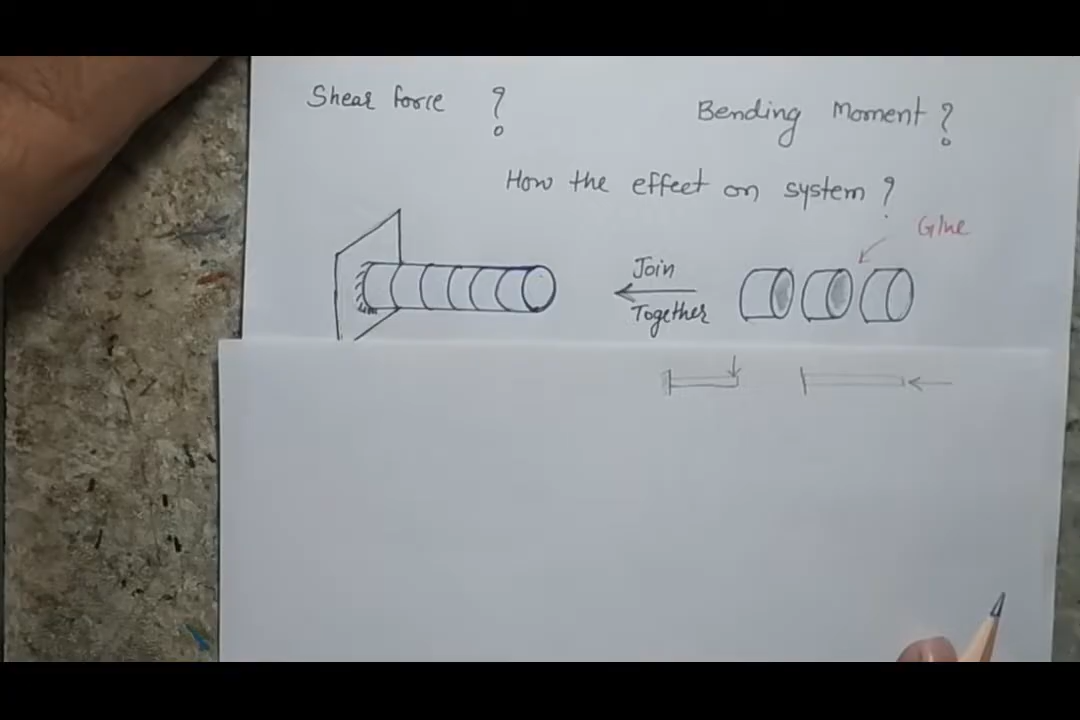 Shear force ?
Bending Moment ?
How the effect on system ?
Glue
Join
Together